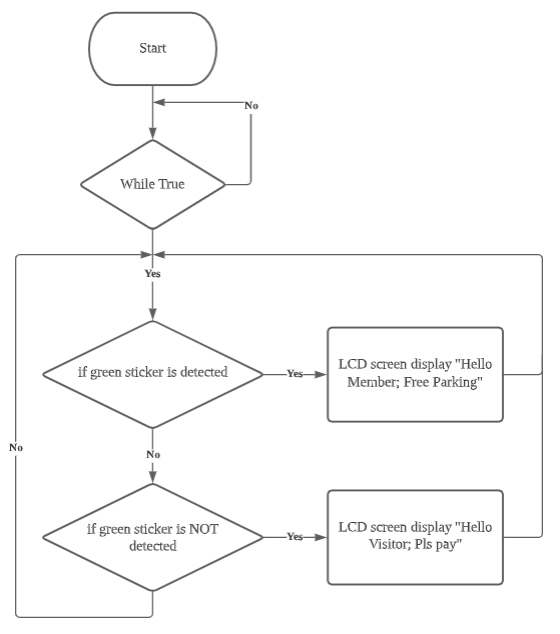 Start
No
While True
Yes
if green sticker is detected
Yes
LCD screen display "Hello
Member; Free Parking"
No
No
if green sticker is NOT
detected
Yes
LCD screen display "Hello
Visitor; Pls pay"